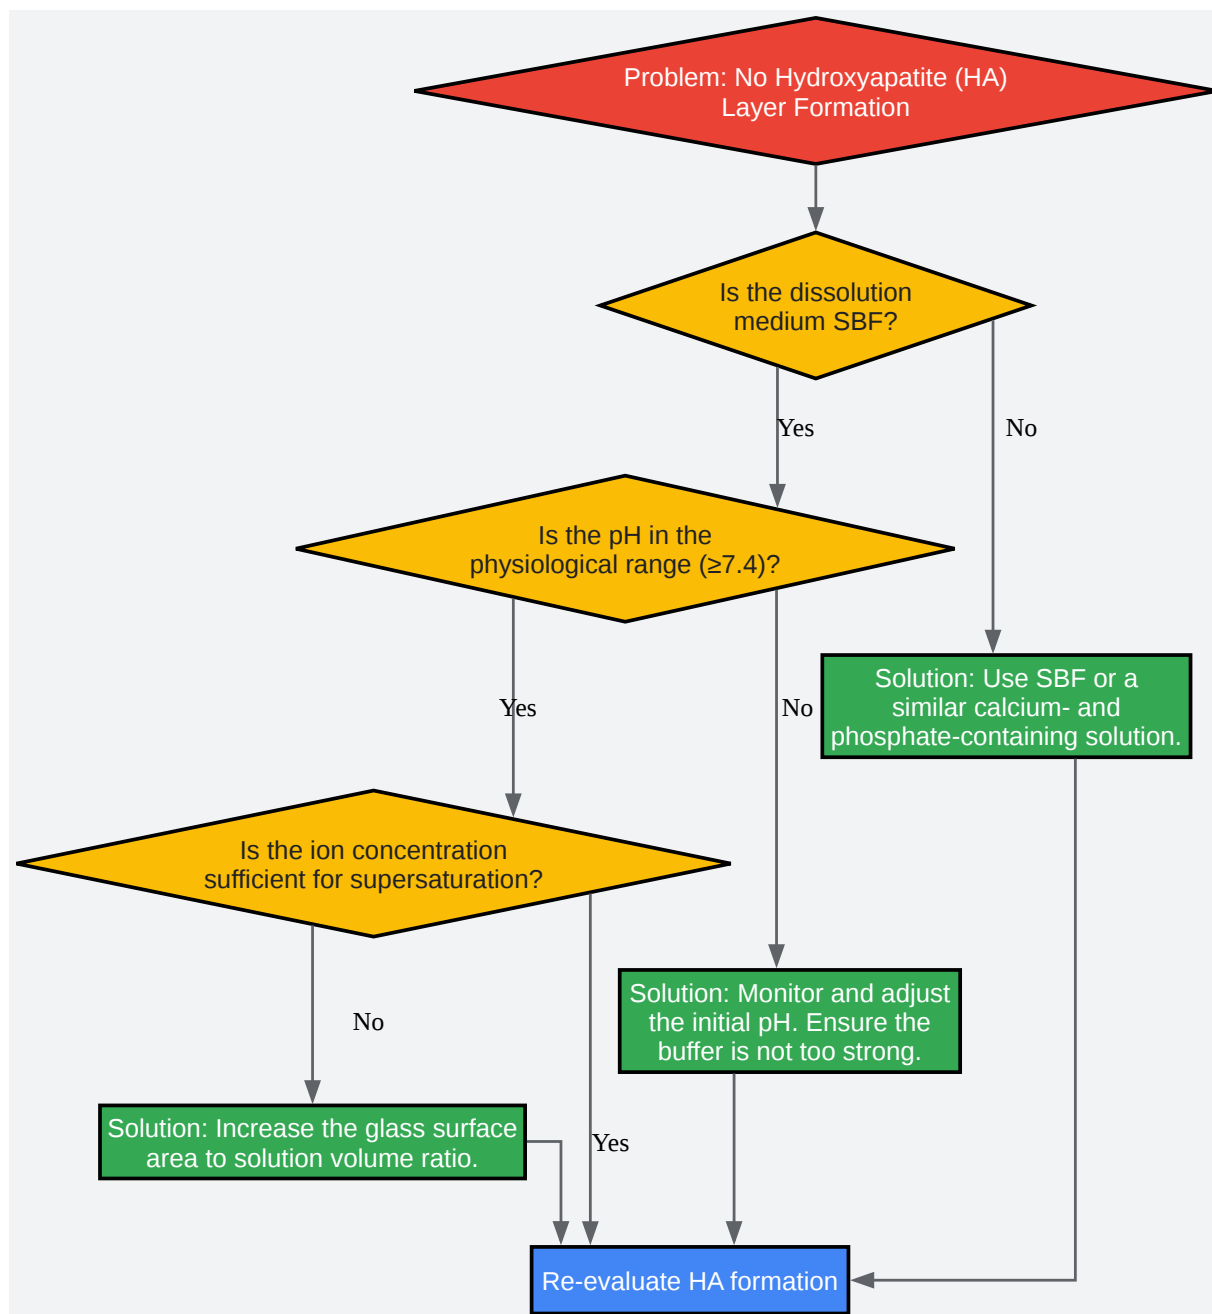 Problem: No Hydroxyapatite (HA)
Layer Formation
Is the dissolution
medium SBF?
Yes
No
Is the pH in the
physiological range (≥7.4)?
Yes
No
Solution: Use SBF or a
similar calcium- and
phosphate-containing solution.
Is the ion concentration
sufficient for supersaturation?
No
Solution: Monitor and adjust
the initial pH. Ensure the
buffer is not too strong.
Solution: Increase the glass surface
area to solution volume ratio.
Yes
Re-evaluate HA formation